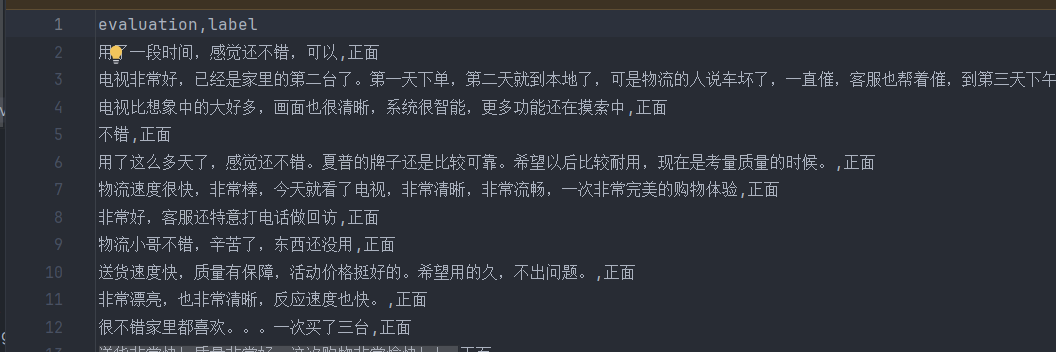 1 evaluation,label
2 用了一段时间，感觉还不错，可以,正面
3 电视非常好，已经是家里的第二台了。第一天下单，第二天就到本地了，可是物流的人说车坏了，一直催，客服也帮着催，到第三天下午
4 电视比想象中的大好多，画面也很清晰，系统很智能，更多功能还在摸索中,正面
5 不错,正面
6 用了这么多天了，感觉还不错。夏普的牌子还是比较可靠。希望以后比较耐用，现在是考量质量的时候。,正面
7 物流速度很快，非常棒，今天就看了电视，非常清晰，非常流畅，一次非常完美的购物体验,正面
8 非常好，客服还特意打电话做回访,正面
9 物流小哥不错，辛苦了，东西还没用,正面
10 送货速度快，质量有保障，活动价格挺好的。希望用的久，不出问题。,正面
11 非常漂亮，也非常清晰，反应速度也快。,正面
12 很不错家里都喜欢。。。一次买了三台,正面